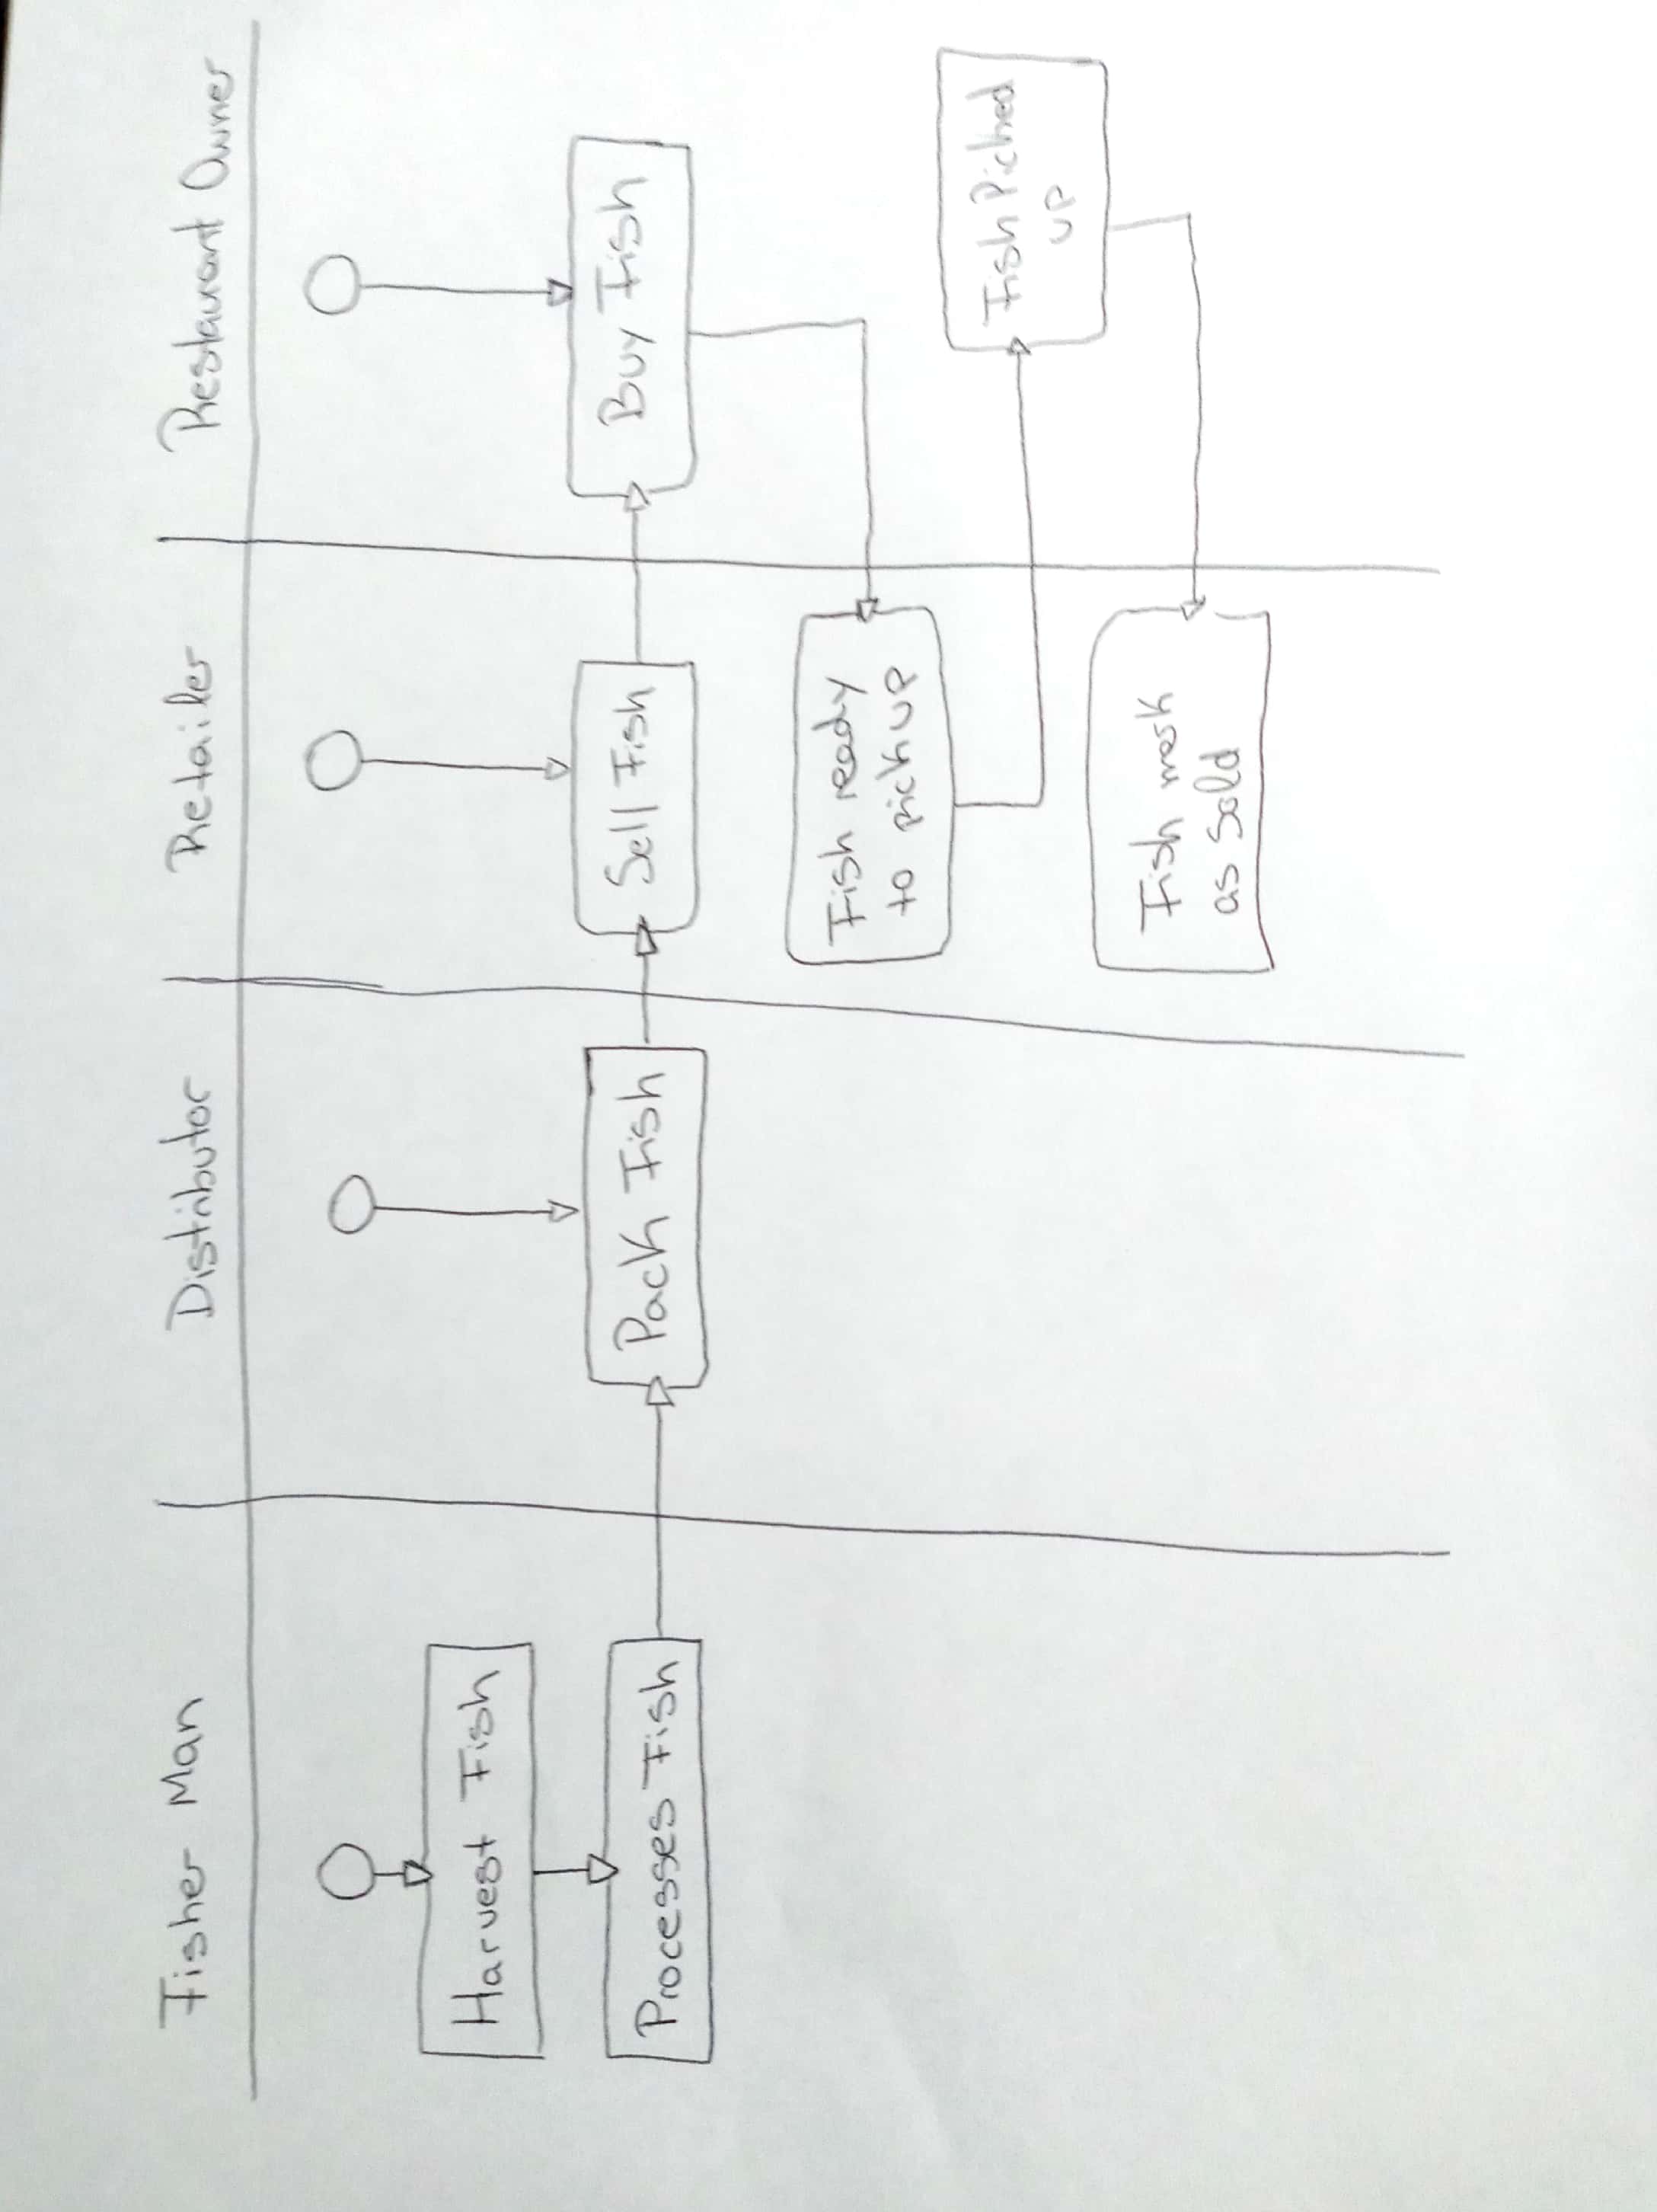 Fisher Man
Distributor
Retailer
Restaurant Owner
Harvest Fish
Processes Fish
Pack Fish
Sell Fish
Buy Fish
Fish ready
to pick up
Fish Picked
up
Fish mark
as Sold